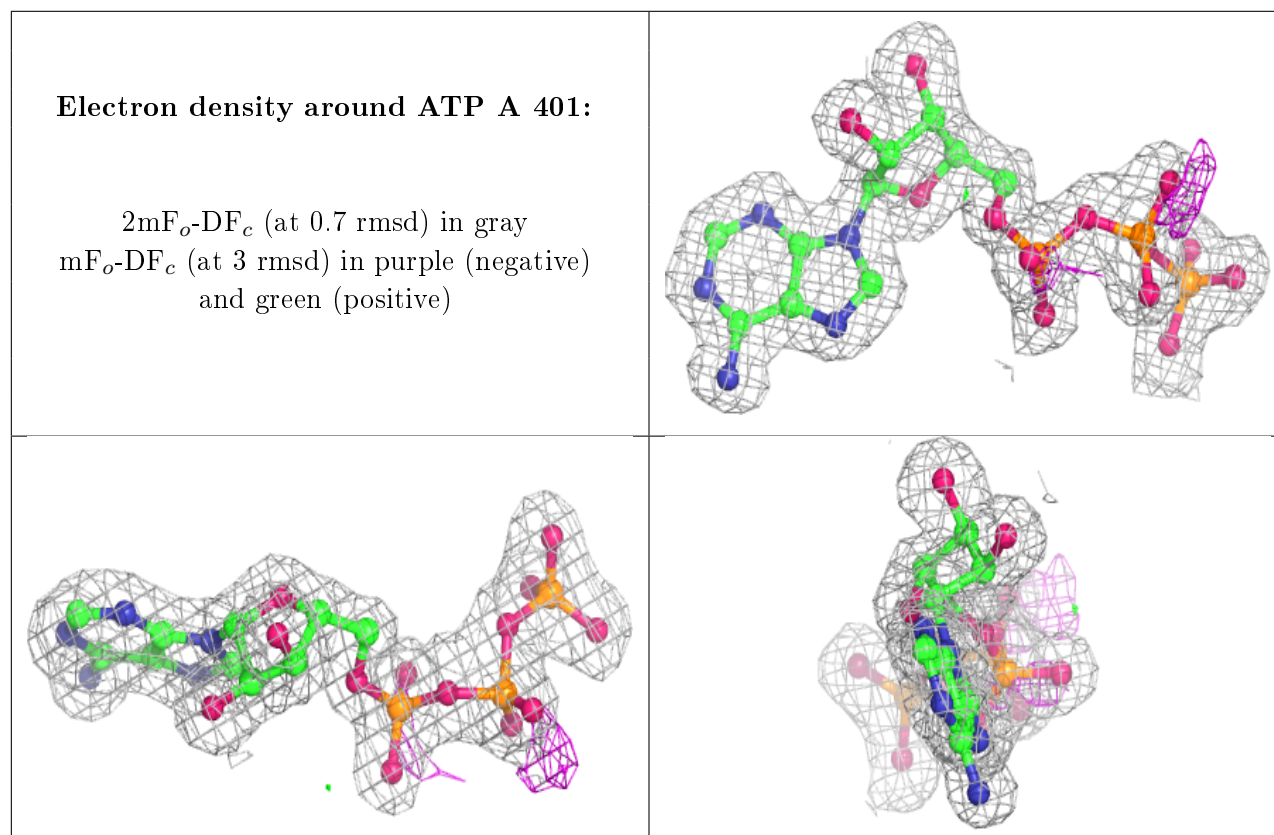 Electron density around ATP A 401:
2mFₒ-DF𝒸 (at 0.7 rmsd) in gray
mFₒ-DF𝒸 (at 3 rmsd) in purple (negative)
and green (positive)